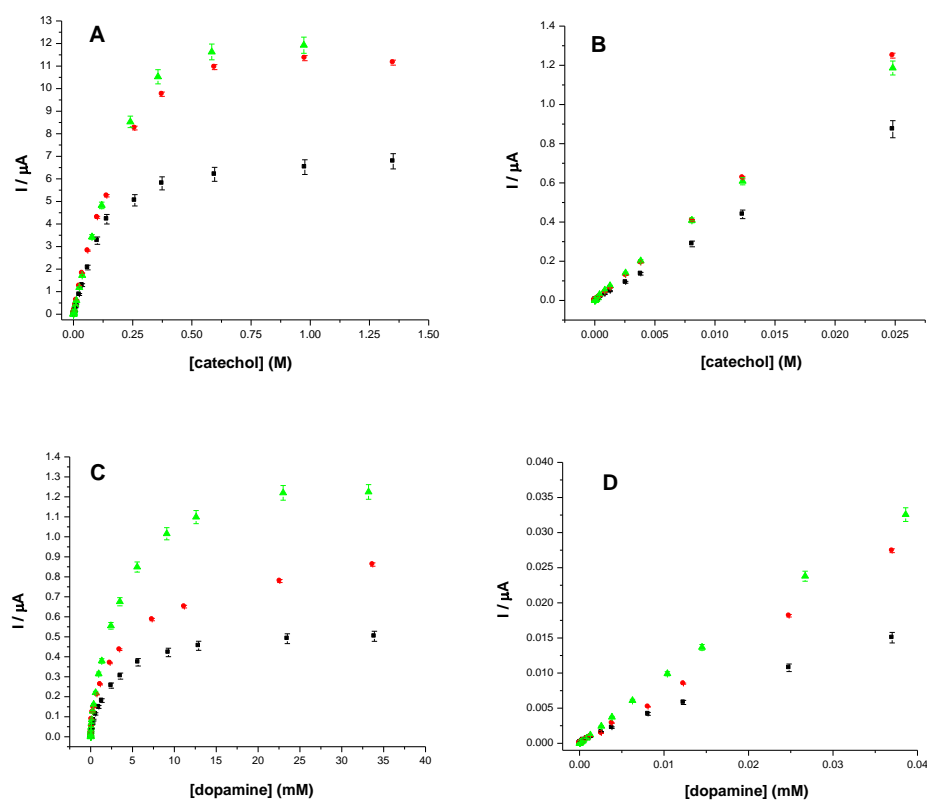 A
I / µA
13
12
11
10
9
8
7
6
5
4
3
2
1
0
0.00 0.25 0.50 0.75 1.00 1.25 1.50
[catechol] (M)
B
I / µA
1.4
1.2
1.0
0.8
0.6
0.4
0.2
0.0
0.000 0.005 0.010 0.015 0.020 0.025
[catechol] (M)
C
I / µA
1.4
1.3
1.2
1.1
1.0
0.9
0.8
0.7
0.6
0.5
0.4
0.3
0.2
0.1
0.0
0 5 10 15 20 25 30 35 40
[dopamine] (mM)
D
I / µA
0.040
0.035
0.030
0.025
0.020
0.015
0.010
0.005
0.000
0.00 0.01 0.02 0.03 0.04
[dopamine] (mM)